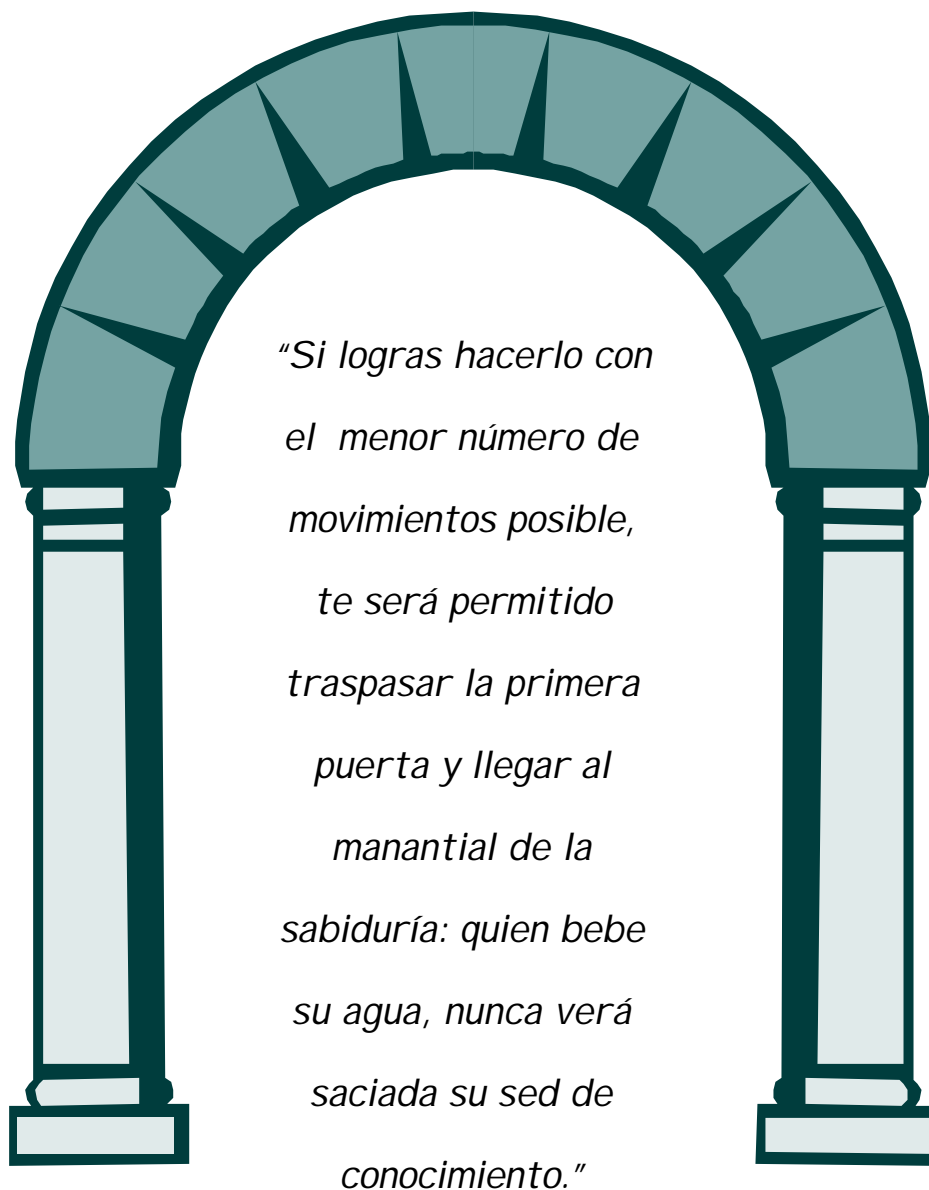 “Si logras hacerlo con
el menor número de
movimientos posible,
te será permitido
traspasar la primera
puerta y llegar al
manantial de la
sabiduría: quien bebe
su agua, nunca verá
saciada su sed de
conocimiento.”